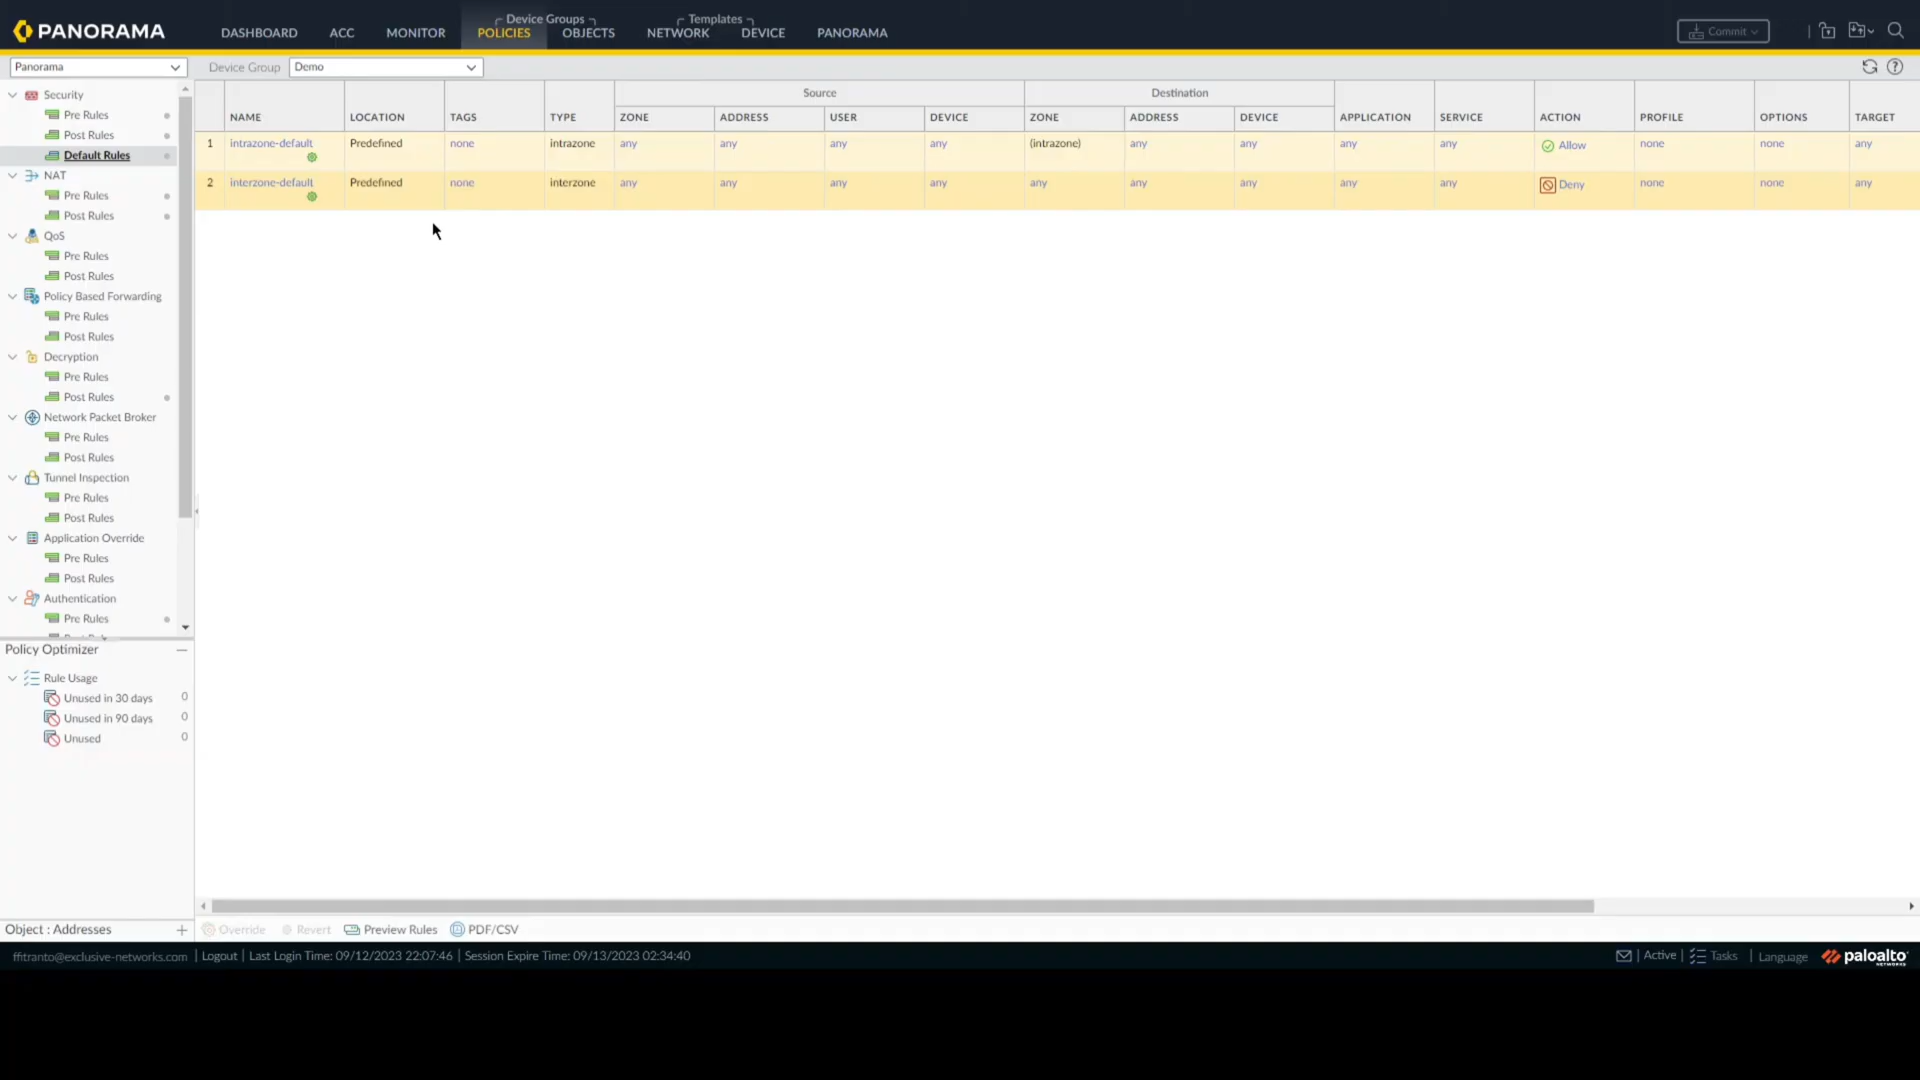 PANORAMA
DASHBOARD
ACC
MONITOR
Device Groups
POLICIES
OBJECTS
Templates
NETWORK
DEVICE
PANORAMA
Commit
Panorama
Device Group
Demo
Security
Pre Rules
Post Rules
Default Rules
NAT
Pre Rules
Post Rules
QoS
Pre Rules
Post Rules
Policy Based Forwarding
Pre Rules
Post Rules
Decryption
Pre Rules
Post Rules
Network Packet Broker
Pre Rules
Post Rules
Tunnel Inspection
Pre Rules
Post Rules
Application Override
Pre Rules
Post Rules
Authentication
Pre Rules
Policy Optimizer
Rule Usage
Unused in 30 days 0
Unused in 90 days 0
Unused 0
Object : Addresses
Source
Destination
NAME LOCATION TAGS TYPE ZONE ADDRESS USER DEVICE ZONE ADDRESS DEVICE APPLICATION SERVICE ACTION PROFILE OPTIONS TARGET
1 intrazone-default Predefined none intrazone any any any any (intrazone) any any any any Allow none none any
2 interzone-default Predefined none interzone any any any any any any any any any Deny none none any
Override Revert Preview Rules PDF/CSV
ffitranto@exclusive-networks.com | Logout | Last Login Time: 09/12/2023 22:07:46 | Session Expire Time: 09/13/2023 02:34:40
| Active | Tasks | Language paloalto
NETWORKS